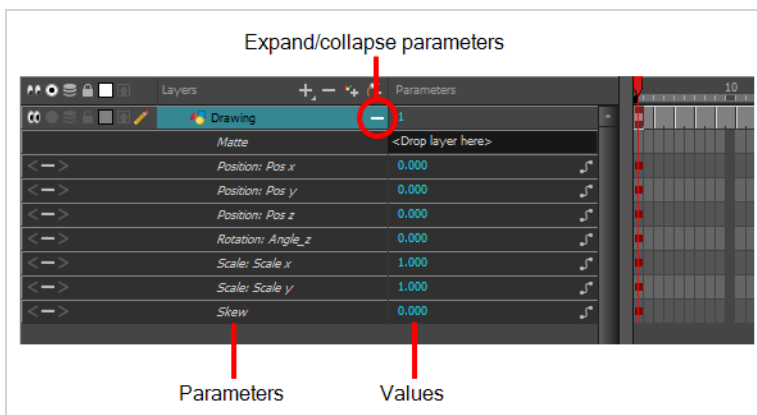 Expand/collapse parameters
Layers Parameters 10
Drawing 1
Matte <Drop layer here>
Position: Pos x 0.000
Position: Pos y 0.000
Position: Pos z 0.000
Rotation: Angle_z 0.000
Scale: Scale x 1.000
Scale: Scale y 1.000
Skew 0.000
Parameters Values